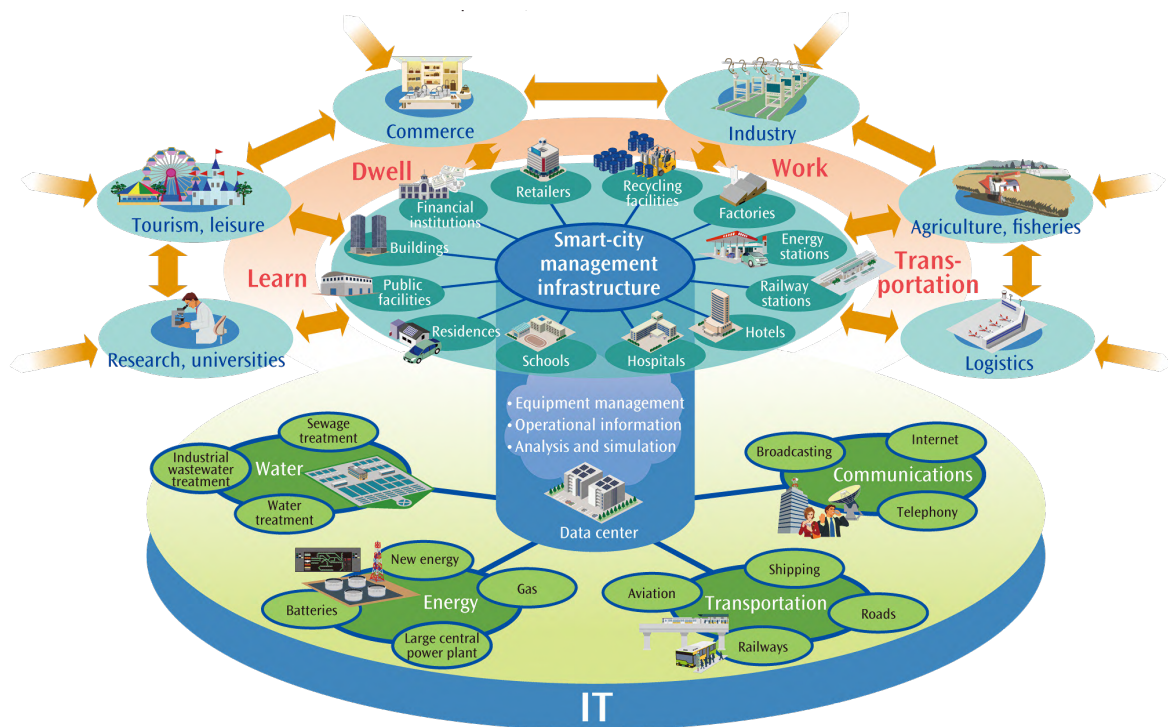 Commerce
Industry
Dwell
Work
Retailers
Recycling
facilities
Financial
institutions
Factories
Tourism, leisure
Agriculture, fisheries
Smart-city
management
infrastructure
Buildings
Energy
stations
Learn
Public
facilities
Railway
stations
Trans-
portation
Residences
Hotels
Schools
Hospitals
Research, universities
Logistics
• Equipment management
• Operational information
• Analysis and simulation
Data center
Sewage
treatment
Industrial
wastewater
treatment
Water
Water
treatment
Internet
Broadcasting
Communications
Telephony
New energy
Gas
Batteries
Energy
Large central
power plant
Shipping
Aviation
Transportation
Roads
Railways
IT